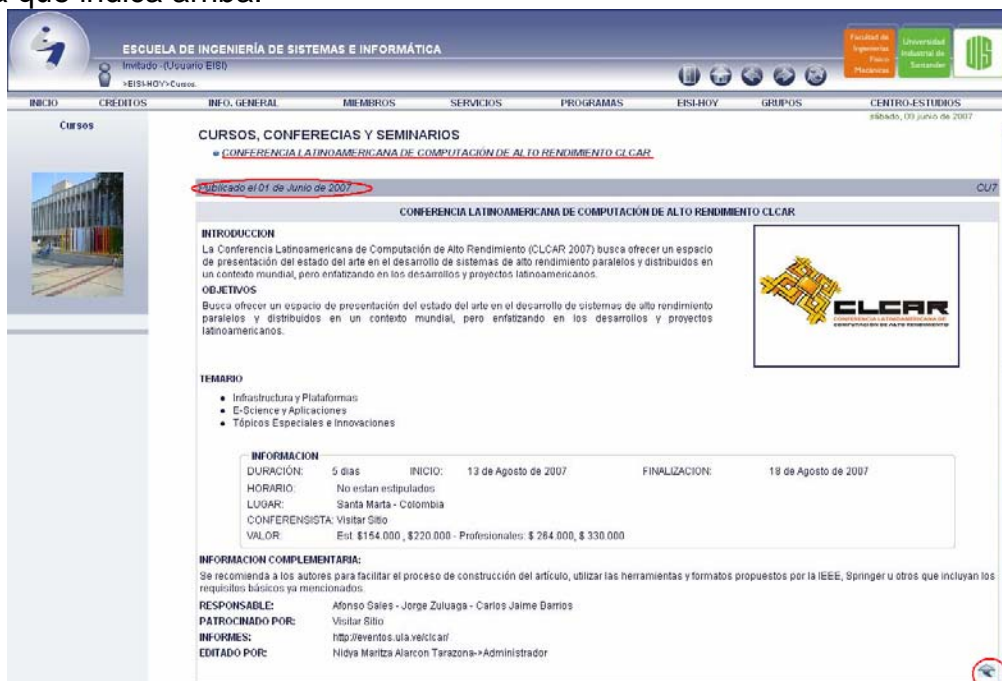 a que indica arriba.
ESCUELA DE INGENIERÍA DE SISTEMAS E INFORMÁTICA
Invitado -(Usuario EISI)
>EISI-HOY>Cursos.
Facultad de Ingenierías Físico Mecánicas
Universidad Industrial de Santander
UIS
INICIO CREDITOS INFO. GENERAL MIEMBROS SERVICIOS PROGRAMAS EISI-HOY GRUPOS CENTRO-ESTUDIOS
Cursos
sábado, 09 junio de 2007
CURSOS, CONFERECIAS Y SEMINARIOS
CONFERENCIA LATINOAMERICANA DE COMPUTACIÓN DE ALTO RENDIMIENTO CLCAR
Publicado el 01 de Junio de 2007 CU7
CONFERENCIA LATINOAMERICANA DE COMPUTACIÓN DE ALTO RENDIMIENTO CLCAR
INTRODUCCION
La Conferencia Latinoamericana de Computación de Alto Rendimiento (CLCAR 2007) busca ofrecer un espacio
de presentación del estado del arte en el desarrollo de sistemas de alto rendimiento paralelos y distribuidos en
un contexto mundial, pero enfatizando en los desarrollos y proyectos latinoamericanos.
OBJETIVOS
Busca ofrecer un espacio de presentación del estado del arte en el desarrollo de sistemas de alto rendimiento
paralelos y distribuidos en un contexto mundial, pero enfatizando en los desarrollos y proyectos
latinoamericanos.
CLCAR
CONFERENCIA LATINOAMERICANA DE
COMPUTACIÓN DE ALTO RENDIMIENTO
TEMARIO
Infrastructura y Plataformas
E-Science y Aplicaciones
Tópicos Especiales e Innovaciones
INFORMACION
DURACIÓN: 5 dias INICIO: 13 de Agosto de 2007 FINALIZACION: 18 de Agosto de 2007
HORARIO: No estan estipulados
LUGAR: Santa Marta - Colombia
CONFERENSISTA: Visitar Sitio
VALOR: Est. $154.000 , $220.000 - Profesionales: $ 264.000, $ 330.000
INFORMACION COMPLEMENTARIA:
Se recomienda a los autores para facilitar el proceso de construcción del artículo, utilizar las herramientas y formatos propuestos por la IEEE, Springer u otros que incluyan los
requisitos básicos ya mencionados.
RESPONSABLE: Afonso Sales - Jorge Zuluaga - Carlos Jaime Barrios
PATROCINADO POR: Visitar Sitio
INFORMES: http://eventos.ula.ve/clcar/
EDITADO POR: Nidya Maritza Alarcon Tarazona->Administrador